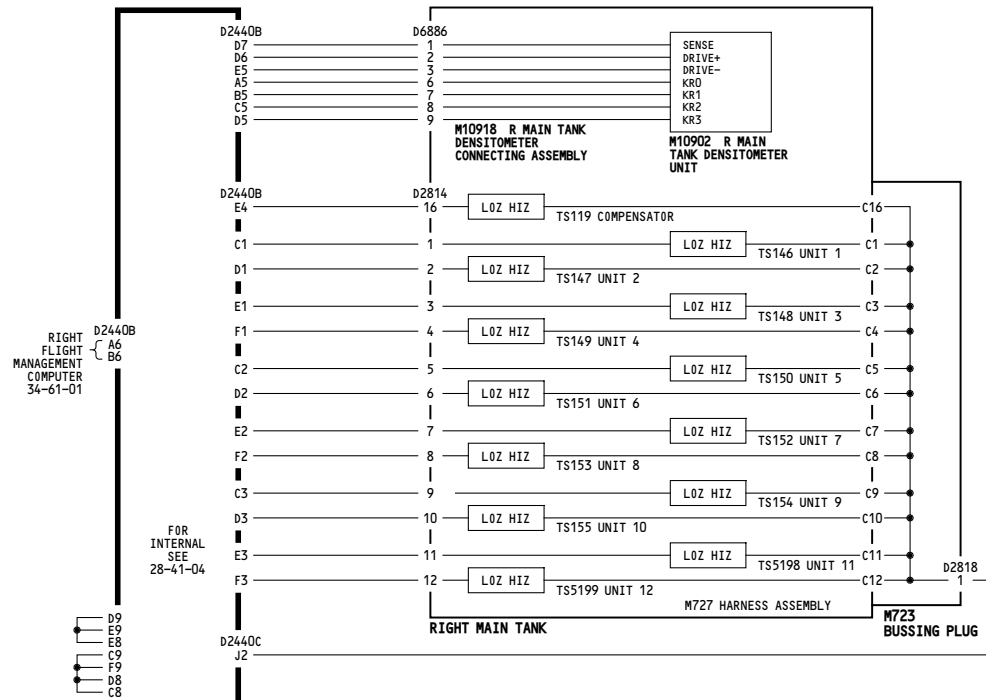 D2440B D6886
D7 1 SENSE
D6 2 DRIVE+
E5 3 DRIVE-
A5 6 KR0
B5 7 KR1
C5 8 KR2
D5 9 KR3
M10918 R MAIN TANK
DENSITOMETER
CONNECTING ASSEMBLY
M10902 R MAIN
TANK DENSITOMETER
UNIT
D2440B D2814
E4 16 LOZ HIZ TS119 COMPENSATOR C16
C1 1 LOZ HIZ TS146 UNIT 1 C1
D1 2 LOZ HIZ TS147 UNIT 2 C2
E1 3 LOZ HIZ TS148 UNIT 3 C3
F1 4 LOZ HIZ TS149 UNIT 4 C4
C2 5 LOZ HIZ TS150 UNIT 5 C5
D2 6 LOZ HIZ TS151 UNIT 6 C6
E2 7 LOZ HIZ TS152 UNIT 7 C7
F2 8 LOZ HIZ TS153 UNIT 8 C8
C3 9 LOZ HIZ TS154 UNIT 9 C9
D3 10 LOZ HIZ TS155 UNIT 10 C10
E3 11 LOZ HIZ TS5198 UNIT 11 C11
F3 12 LOZ HIZ TS5199 UNIT 12 C12
D2818
1
M727 HARNESS ASSEMBLY
RIGHT MAIN TANK
M723
BUSSING PLUG
RIGHT
FLIGHT
MANAGEMENT
COMPUTER
34-61-01
D2440B
A6
B6
FOR
INTERNAL
SEE
28-41-04
D9
E9
E8
C9
F9
D8
C8
D2440C
J2